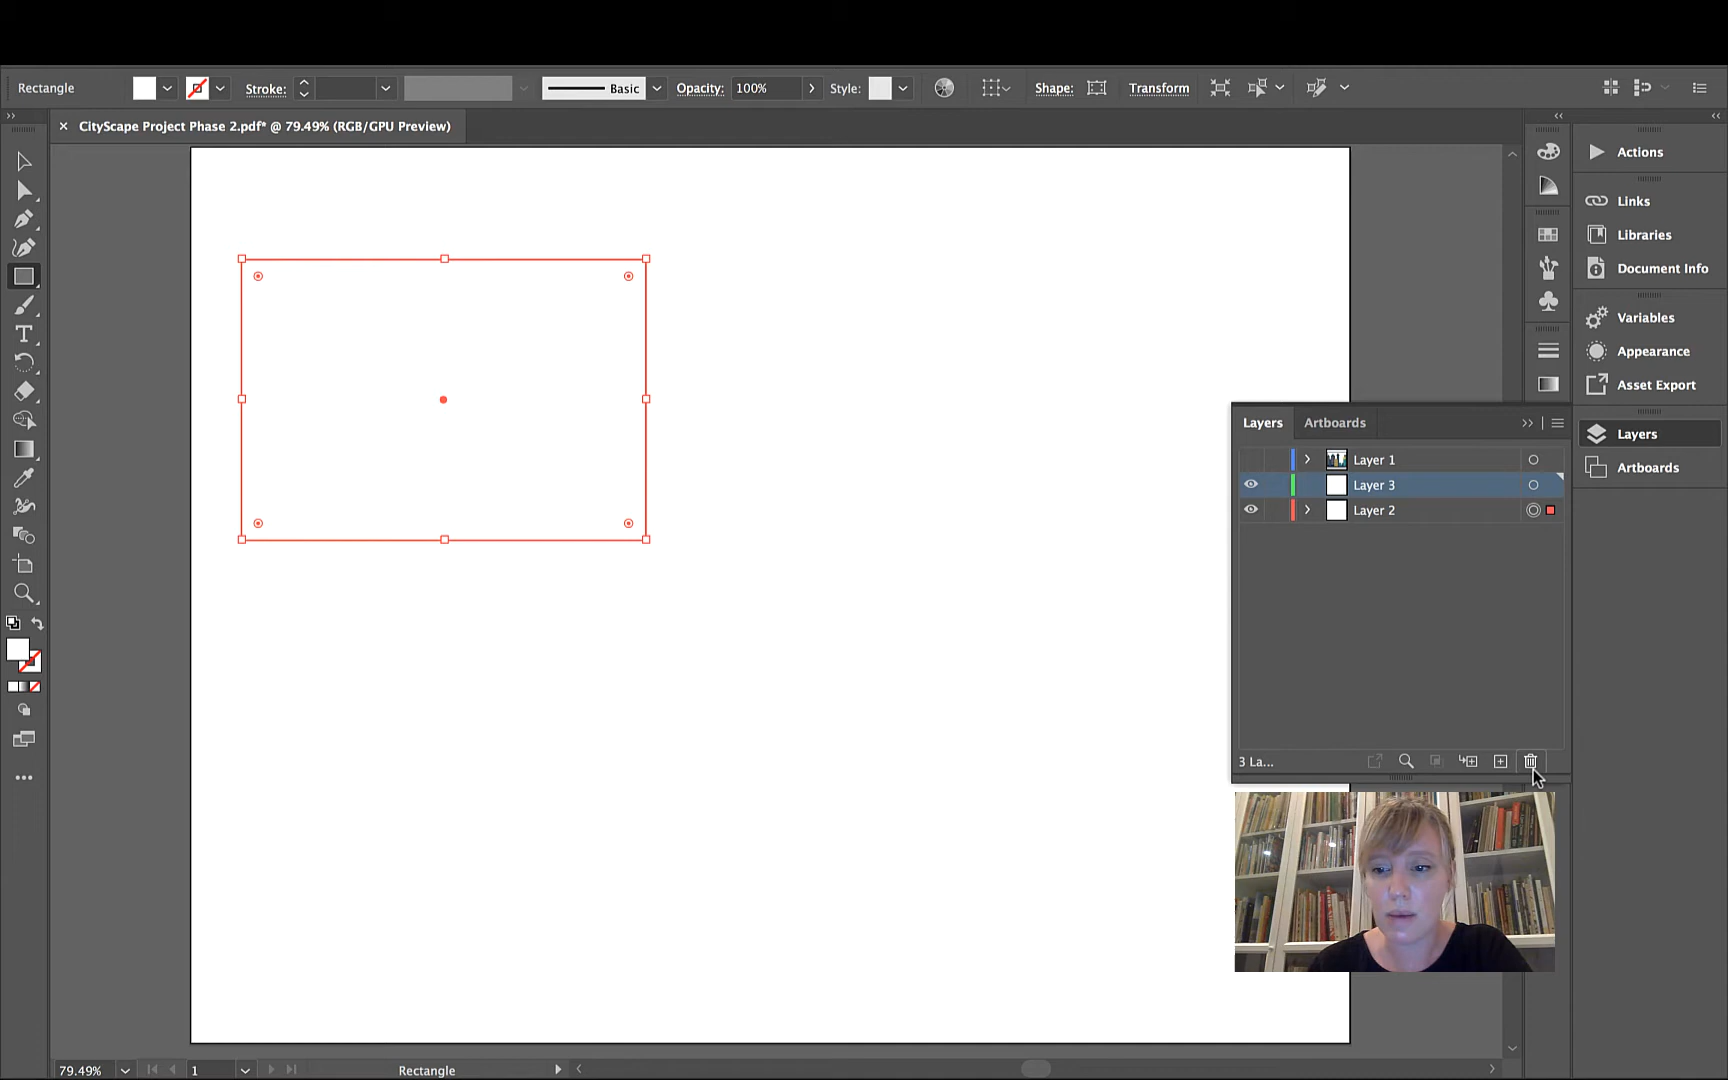 Rectangle Stroke: Basic Opacity: 100% Style: Shape: Transform
CityScape Project Phase 2.pdf* @ 79.49% (RGB/GPU Preview)
Actions
Links
Libraries
Document Info
Variables
Appearance
Asset Export
Layers
Artboards
Layers Artboards
Layer 1
Layer 3
Layer 2
3 La...
79.49% 1 Rectangle